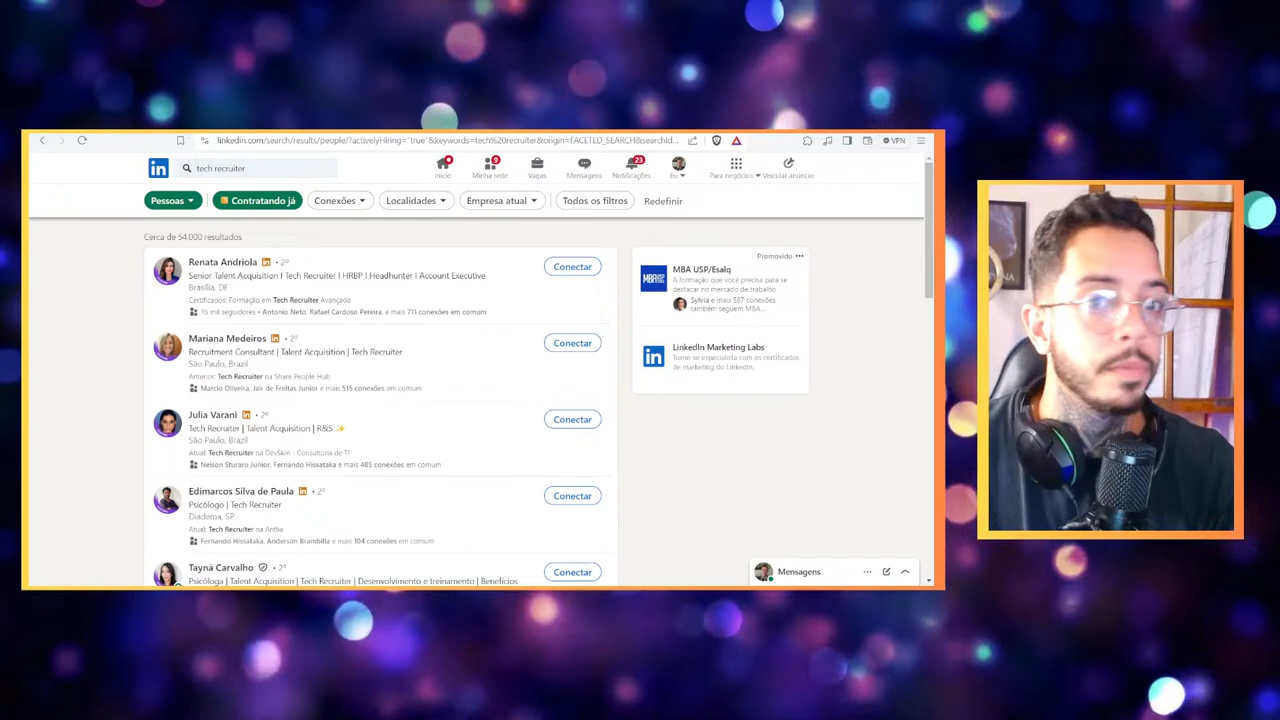 linkedin.com/search/results/people/?activelyHiring="true"&keywords=tech%20recruiter&origin=FACETED_SEARCH&searchId...
VPN
in
tech recruiter
Início
9
Minha rede
Vagas
Mensagens
23
Notificações
Eu
Para negócios
Veicular anúncio
Pessoas
Contratando já
Conexões
Localidades
Empresa atual
Todos os filtros
Redefinir
Cerca de 54.000 resultados
Renata Andriola • 2º
Conectar
Senior Talent Acquisition | Tech Recruiter | HRBP | Headhunter | Account Executive
Brasília, DF
Certificados: Formação em Tech Recruiter Avançado
16 mil seguidores • Antonio Neto, Rafael Cardoso Pereira, e mais 711 conexões em comum
Mariana Medeiros • 2º
Conectar
Recruitment Consultant | Talent Acquisition | Tech Recruiter
São Paulo, Brazil
Anterior: Tech Recruiter na Share People Hub
Marcio Oliveira, Jair de Freitas Junior e mais 515 conexões em comum
Julia Varani • 2º
Conectar
Tech Recruiter | Talent Acquisition | R&S ✨
São Paulo, Brazil
Atual: Tech Recruiter na DevSkin - Consultoria de TI
Nelson Sturaro Junior, Fernando Hissataka e mais 485 conexões em comum
Edimarcos Silva de Paula • 2º
Conectar
Psicólogo | Tech Recruiter
Diadema, SP
Atual: Tech Recruiter na Antlia
Fernando Hissataka, Anderson Brambilla e mais 104 conexões em comum
Tayná Carvalho • 2º
Conectar
Psicóloga | Talent Acquisition | Tech Recruiter | Desenvolvimento e treinamento | Benefícios
Promovido •••
MBA USP
MBA USP/Esalq
A formação que você precisa para se
destacar no mercado de trabalho
Sylvia e mais 587 conexões
também seguem MBA...
in
LinkedIn Marketing Labs
Torne-se especialista com os certificados
de marketing do LinkedIn.
Mensagens